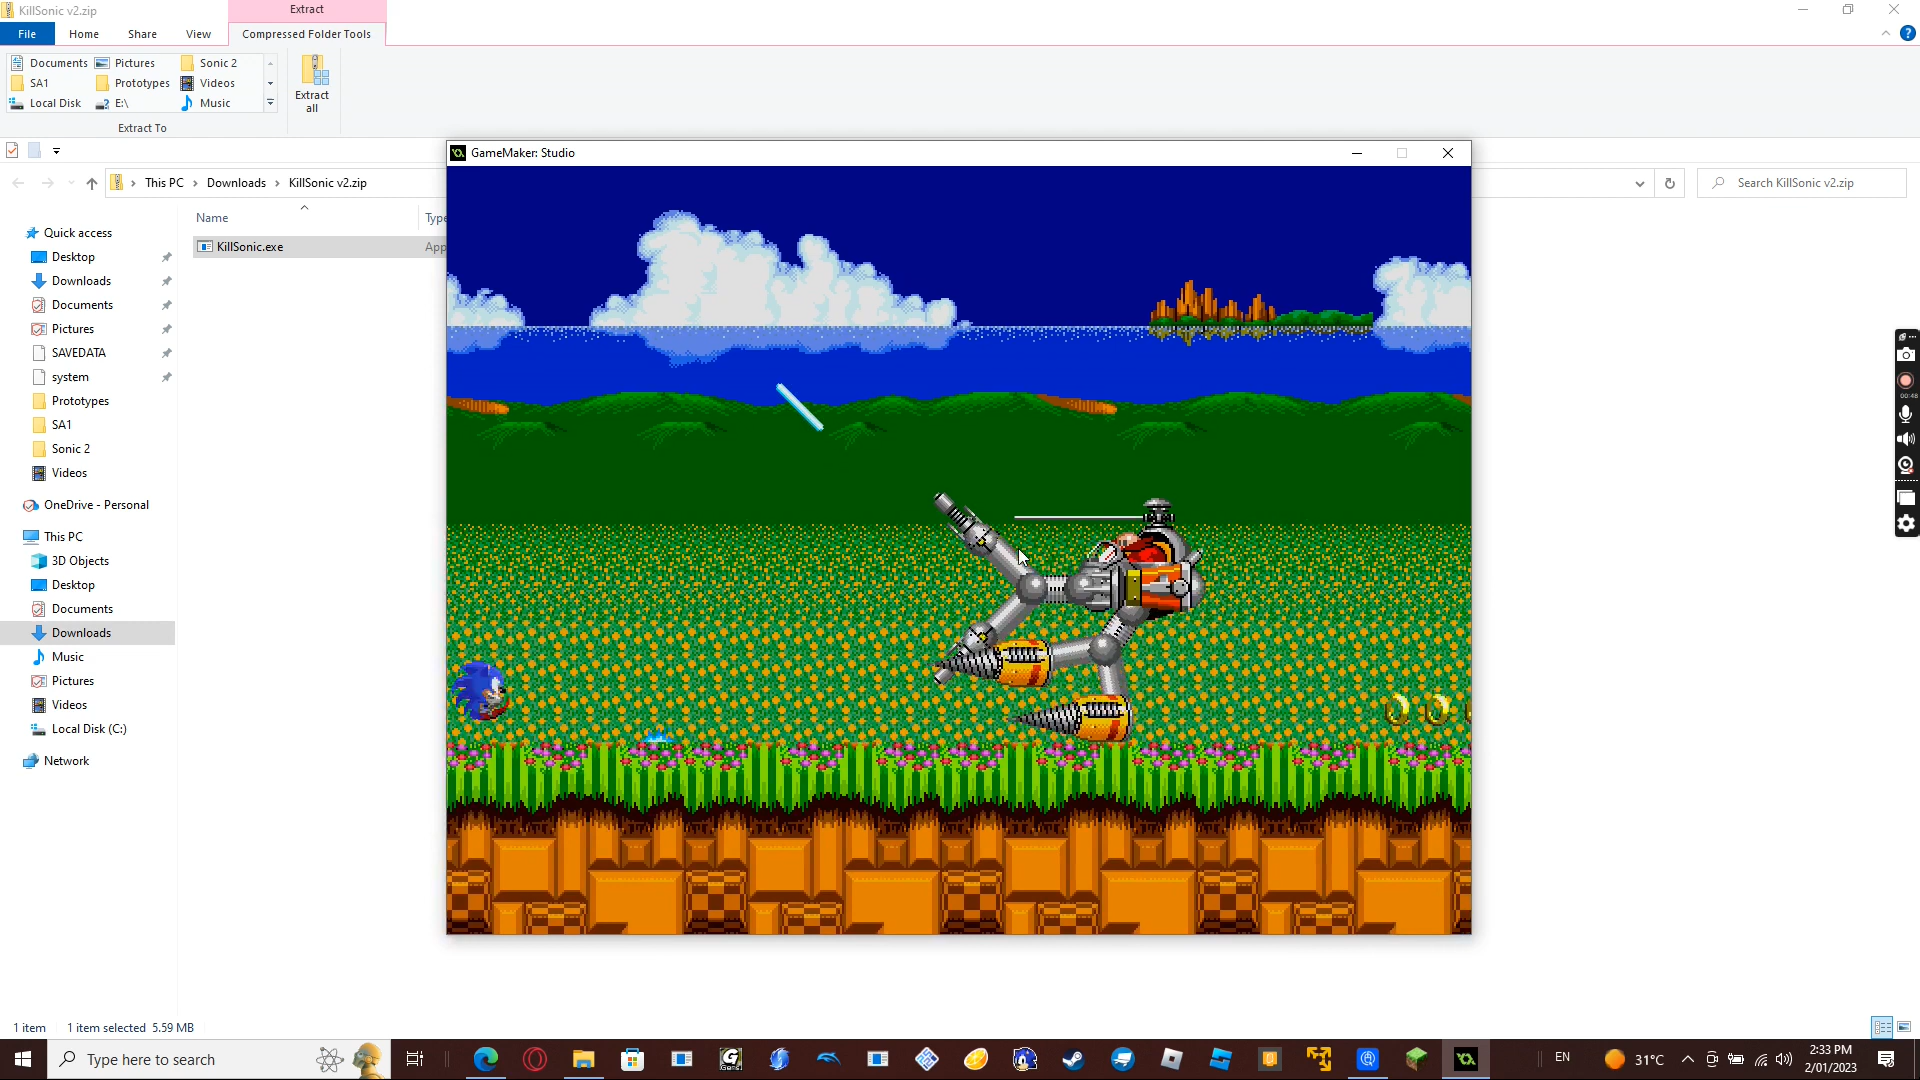 KillSonic v2.zip
Extract
File
Home
Share
View
Compressed Folder Tools
Documents
Pictures
Sonic 2
SA1
Prototypes
Videos
Local Disk
E:\
Music
Extract all
Extract To
GameMaker: Studio
This PC > Downloads > KillSonic v2.zip
Search KillSonic v2.zip
Name
Type
KillSonic.exe
App
Quick access
Desktop
Downloads
Documents
Pictures
SAVEDATA
system
Prototypes
SA1
Sonic 2
Videos
OneDrive - Personal
This PC
3D Objects
Desktop
Documents
Downloads
Music
Pictures
Videos
Local Disk (C:)
Network
00:48
1 item
1 item selected 5.59 MB
Type here to search
Gens
EN
31°C
2:33 PM
2/01/2023